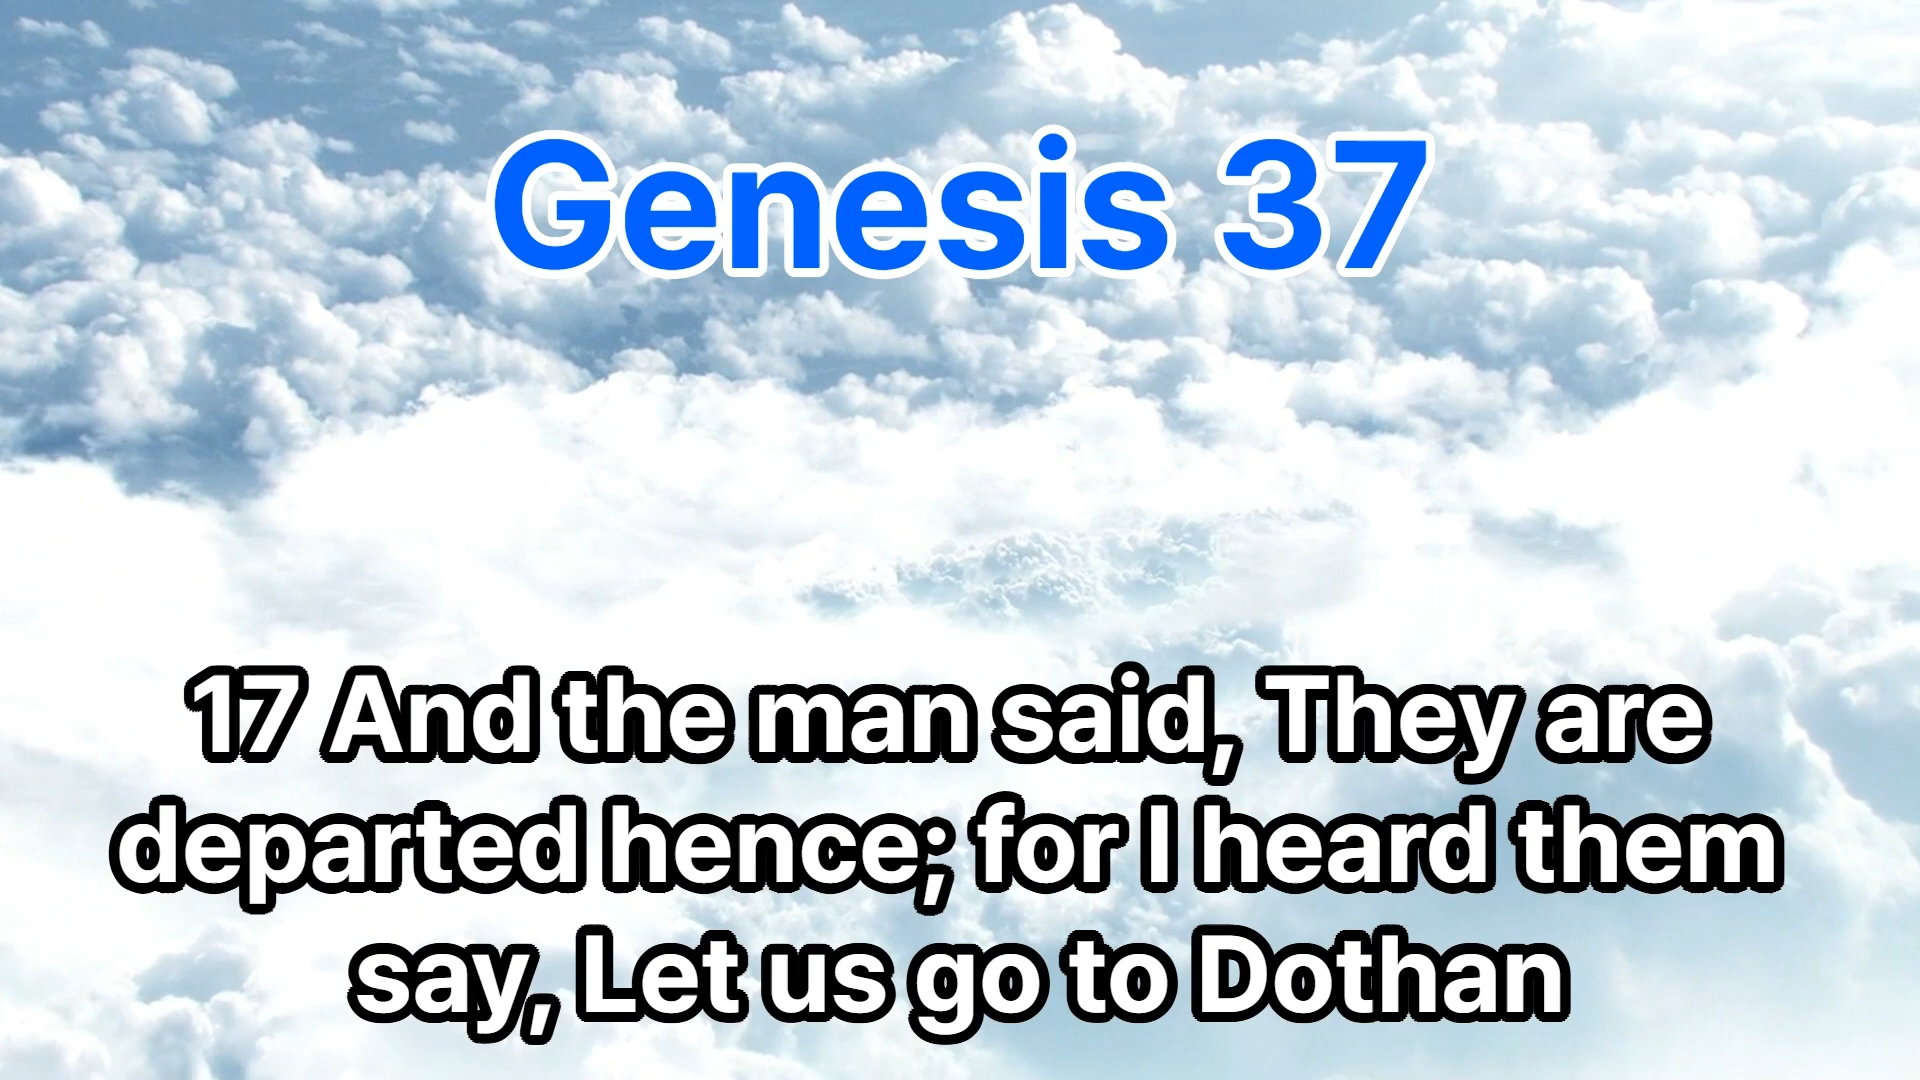 Genesis 37
17 And the man said, They are
departed hence; for I heard them
say, Let us go to Dothan